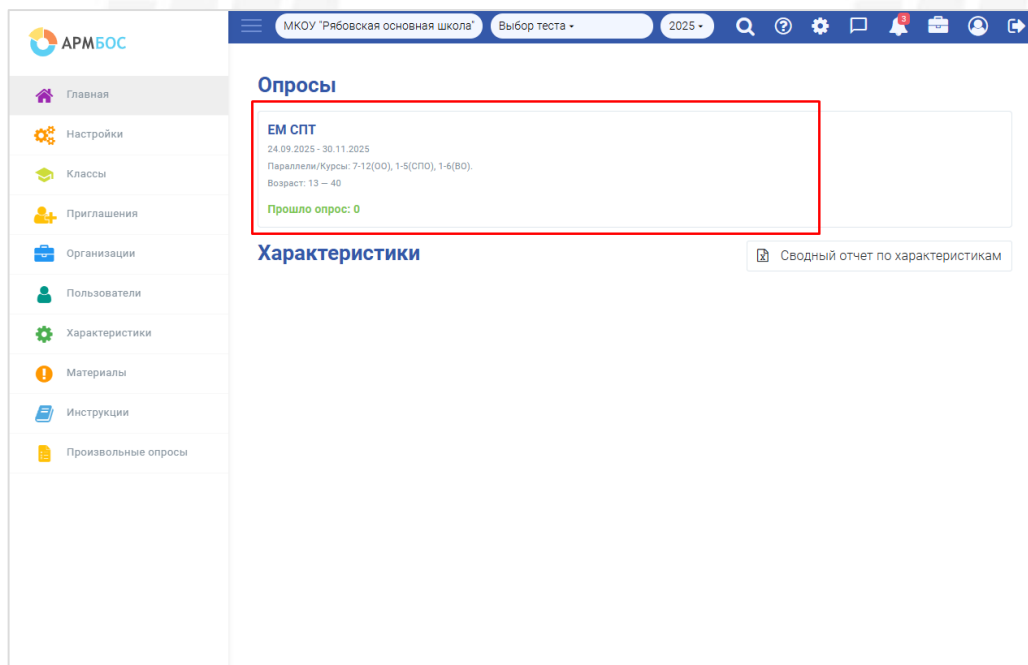 АРМБОС
МКОУ "Рябовская основная школа"
Выбор теста
2025
3
Главная
Настройки
Классы
Приглашения
Организации
Пользователи
Характеристики
Материалы
Инструкции
Произвольные опросы
Опросы
ЕМ СПТ
24.09.2025 - 30.11.2025
Параллели/Курсы: 7-12(ОО), 1-5(СПО), 1-6(ВО).
Возраст: 13 — 40
Прошло опрос: 0
Характеристики
Сводный отчет по характеристикам